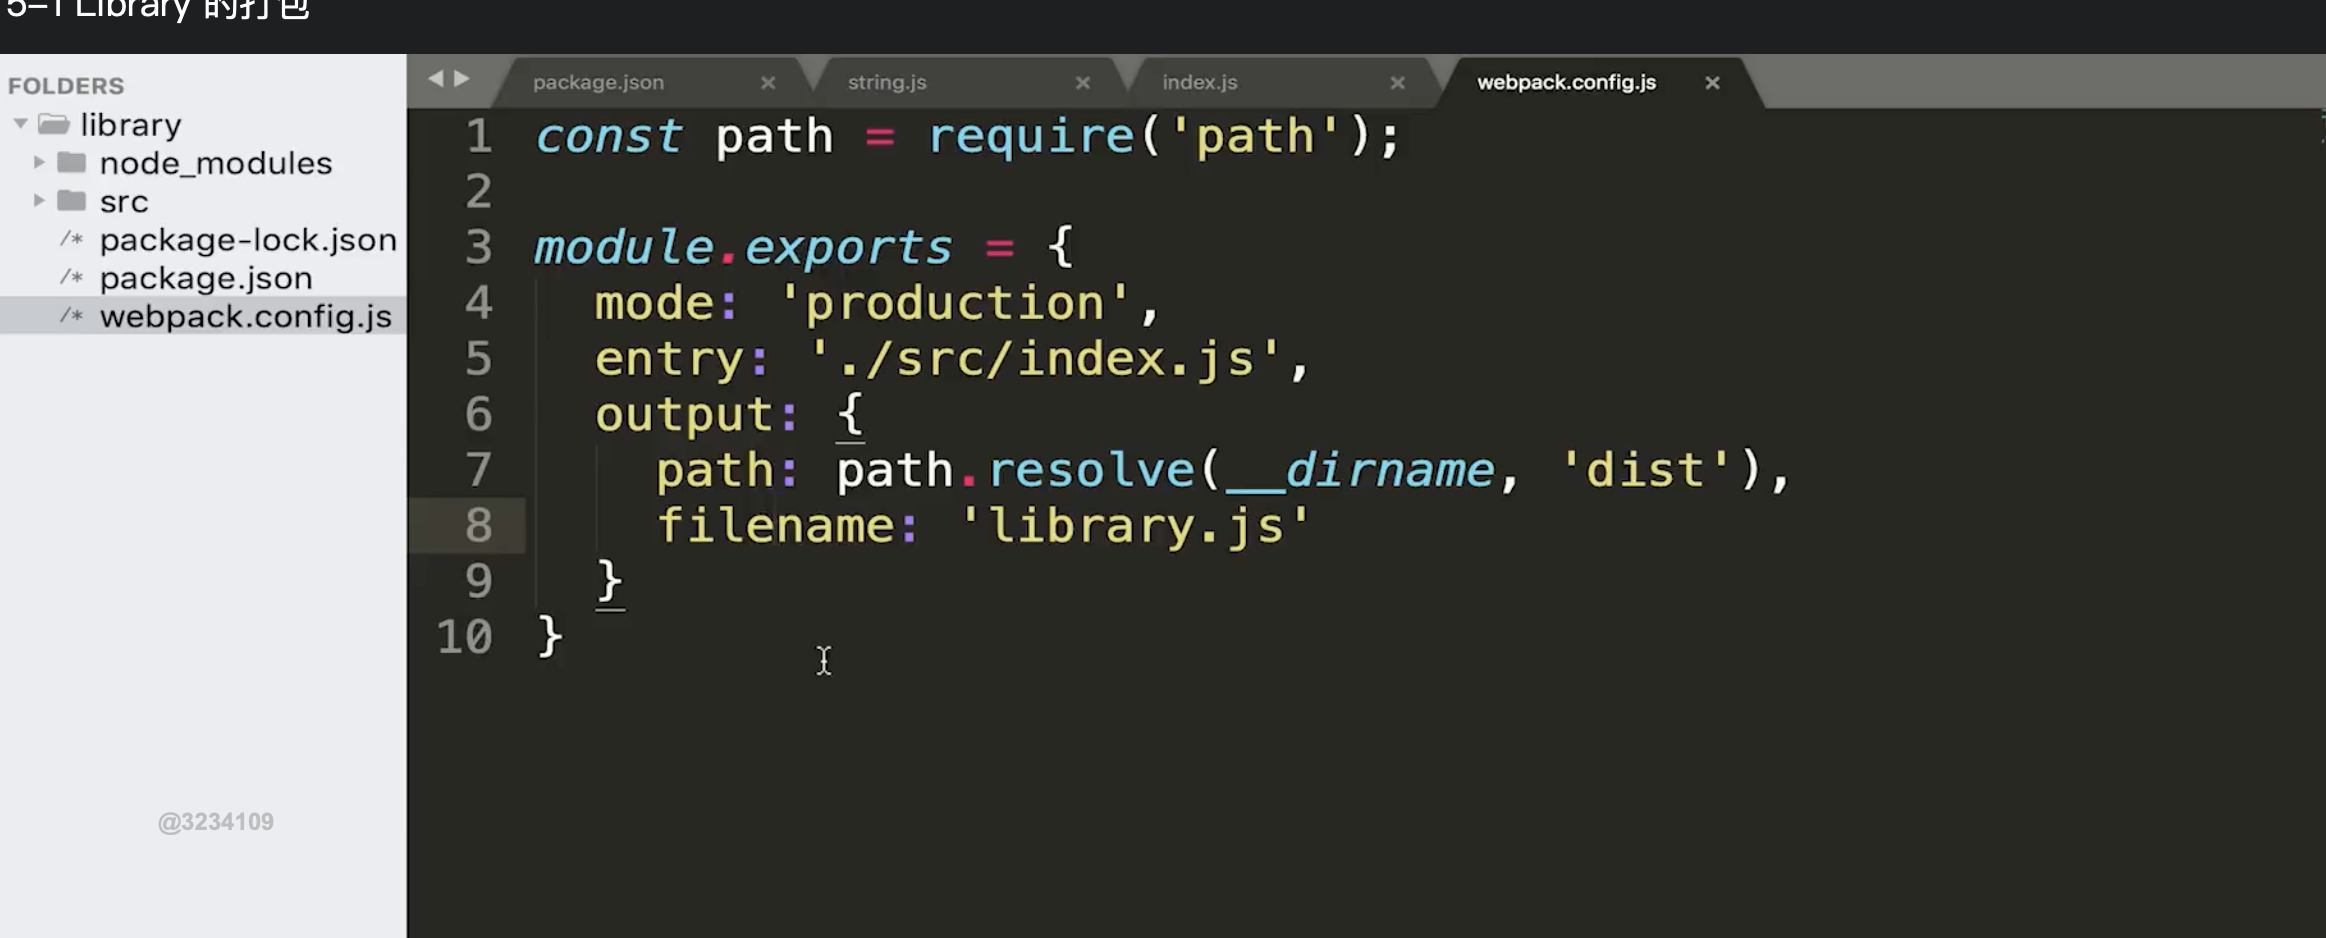 5-1 Library 的打包
FOLDERS
library
node_modules
src
/* package-lock.json
/* package.json
/* webpack.config.js
@3234109
package.json × string.js × index.js × webpack.config.js ×
1 const path = require('path');
2
3 module.exports = {
4 mode: 'production',
5 entry: './src/index.js',
6 output: {
7 path: path.resolve(__dirname, 'dist'),
8 filename: 'library.js'
9 }
10 }